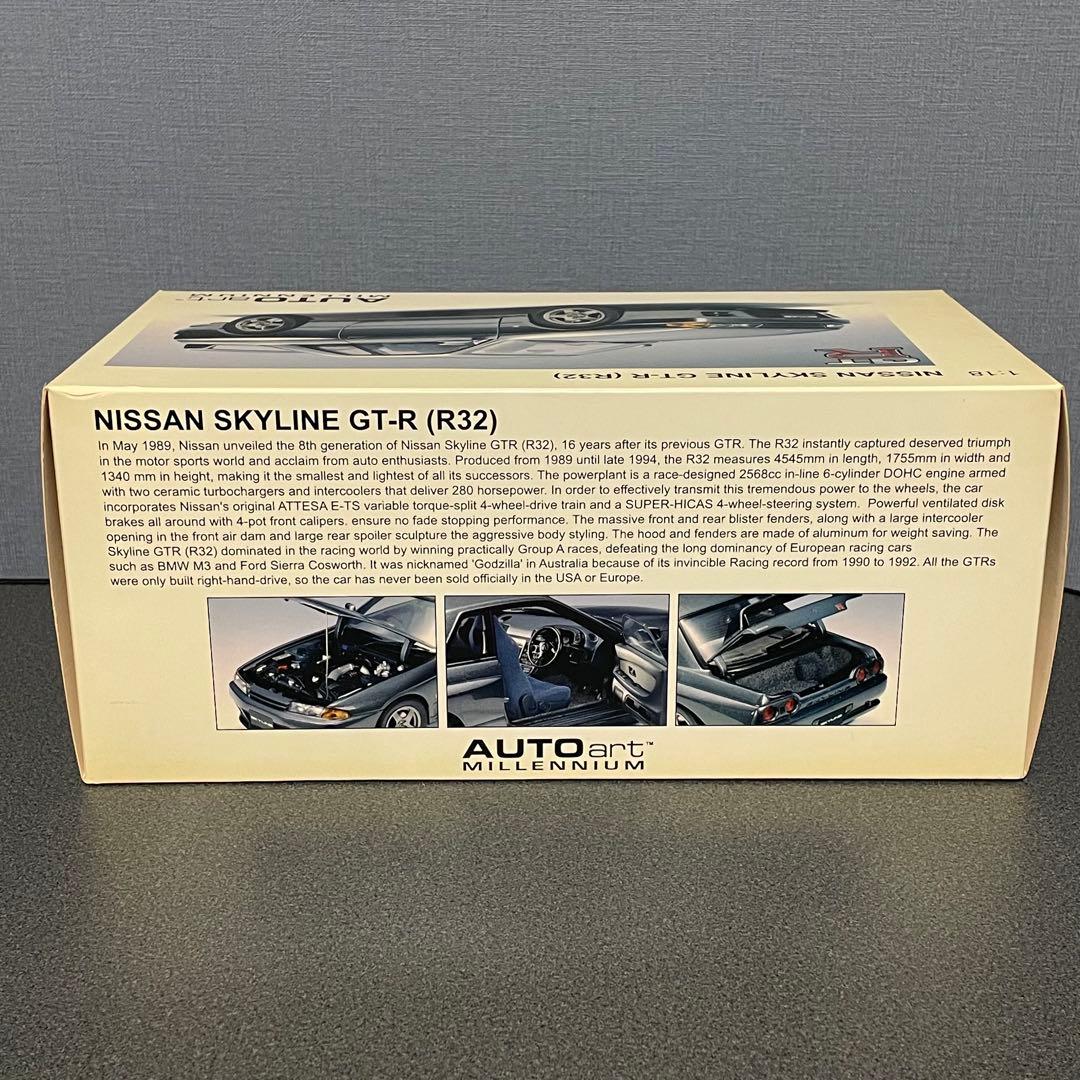 AUTOart™
MILLENNIUM
GT-R
1:18 NISSAN SKYLINE GT-R (R32)
NISSAN SKYLINE GT-R (R32)
In May 1989, Nissan unveiled the 8th generation of Nissan Skyline GTR (R32), 16 years after its previous GTR. The R32 instantly captured deserved triumph
in the motor sports world and acclaim from auto enthusiasts. Produced from 1989 until late 1994, the R32 measures 4545mm in length, 1755mm in width and
1340 mm in height, making it the smallest and lightest of all its successors. The powerplant is a race-designed 2568cc in-line 6-cylinder DOHC engine armed
with two ceramic turbochargers and intercoolers that deliver 280 horsepower. In order to effectively transmit this tremendous power to the wheels, the car
incorporates Nissan's original ATTESA E-TS variable torque-split 4-wheel-drive train and a SUPER-HICAS 4-wheel-steering system. Powerful ventilated disk
brakes all around with 4-pot front calipers. ensure no fade stopping performance. The massive front and rear blister fenders, along with a large intercooler
opening in the front air dam and large rear spoiler sculpture the aggressive body styling. The hood and fenders are made of aluminum for weight saving. The
Skyline GTR (R32) dominated in the racing world by winning practically Group A races, defeating the long dominancy of European racing cars
such as BMW M3 and Ford Sierra Cosworth. It was nicknamed 'Godzilla' in Australia because of its invincible Racing record from 1990 to 1992. All the GTRs
were only built right-hand-drive, so the car has never been sold officially in the USA or Europe.
AUTOart™
MILLENNIUM